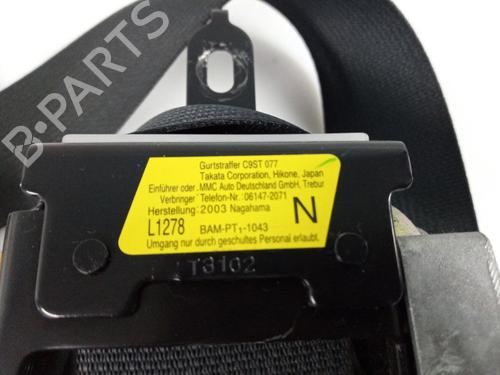 B-PARTS
Gurtstraffer C9ST 077
Takata Corporation, Hikone, Japan
Einführer oder MMC Auto Deutschland GmbH, Trebur
Verbringer Telefon-Nr.: 06147-2071
Herstellung: 2003 Nagahama
N
L1278 BAM-PT1-1043
Umgang nur durch geschultes Personal erlaubt.
T3102